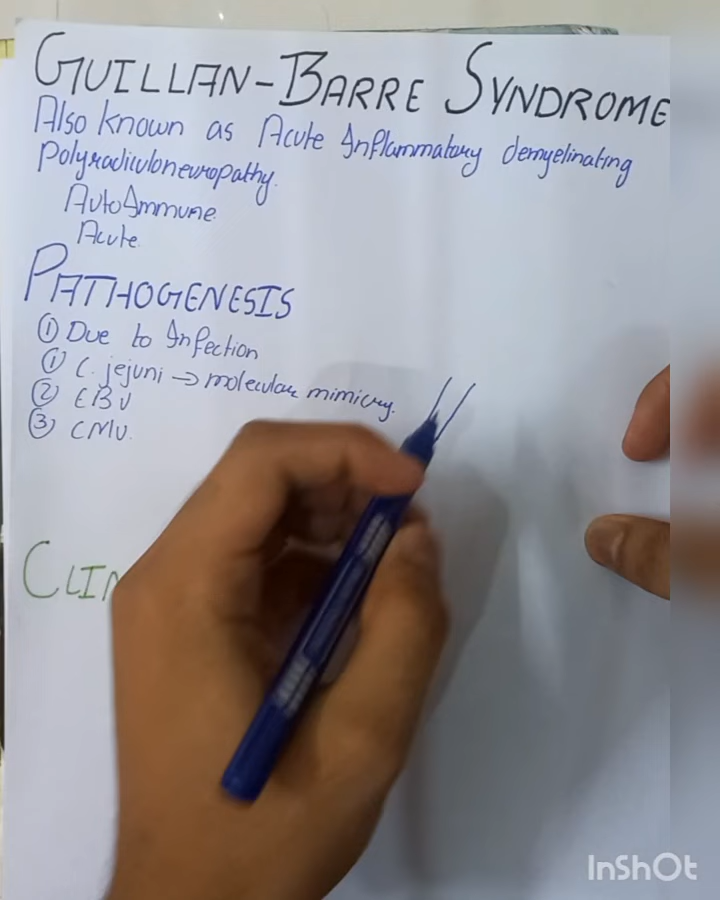 GUILLAN-BARRE SYNDROME
Also known as Acute Inflammatory demyelinating
Polyradiculoneuropathy.
AutoImmune
Acute
PATHOGENESIS
① Due to Infection
① C. jejuni → molecular mimicry.
② EBV
③ CMV.
CLIN
InShOt